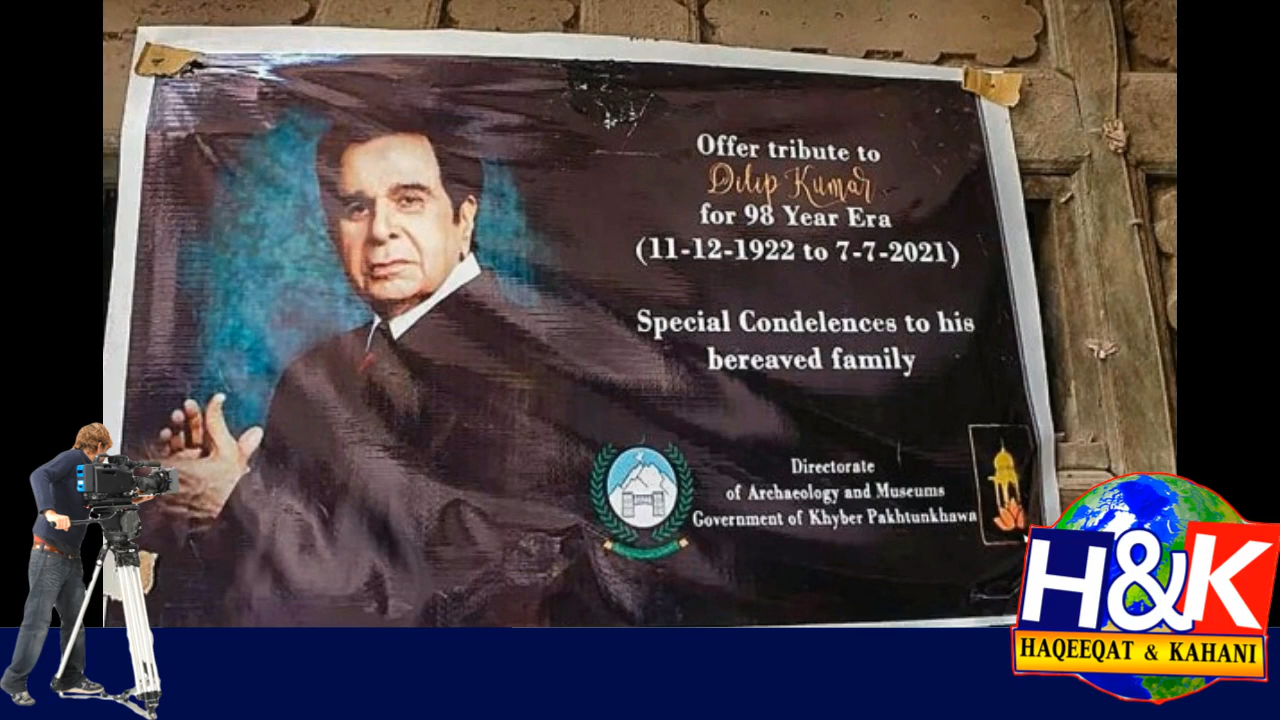 Offer tribute to
Dilip Kumar
for 98 Year Era
(11-12-1922 to 7-7-2021)
Special Condelences to his
bereaved family
Directorate
of Archaeology and Museums
Government of Khyber Pakhtunkhawa
H&K
HAQEEQAT & KAHANI